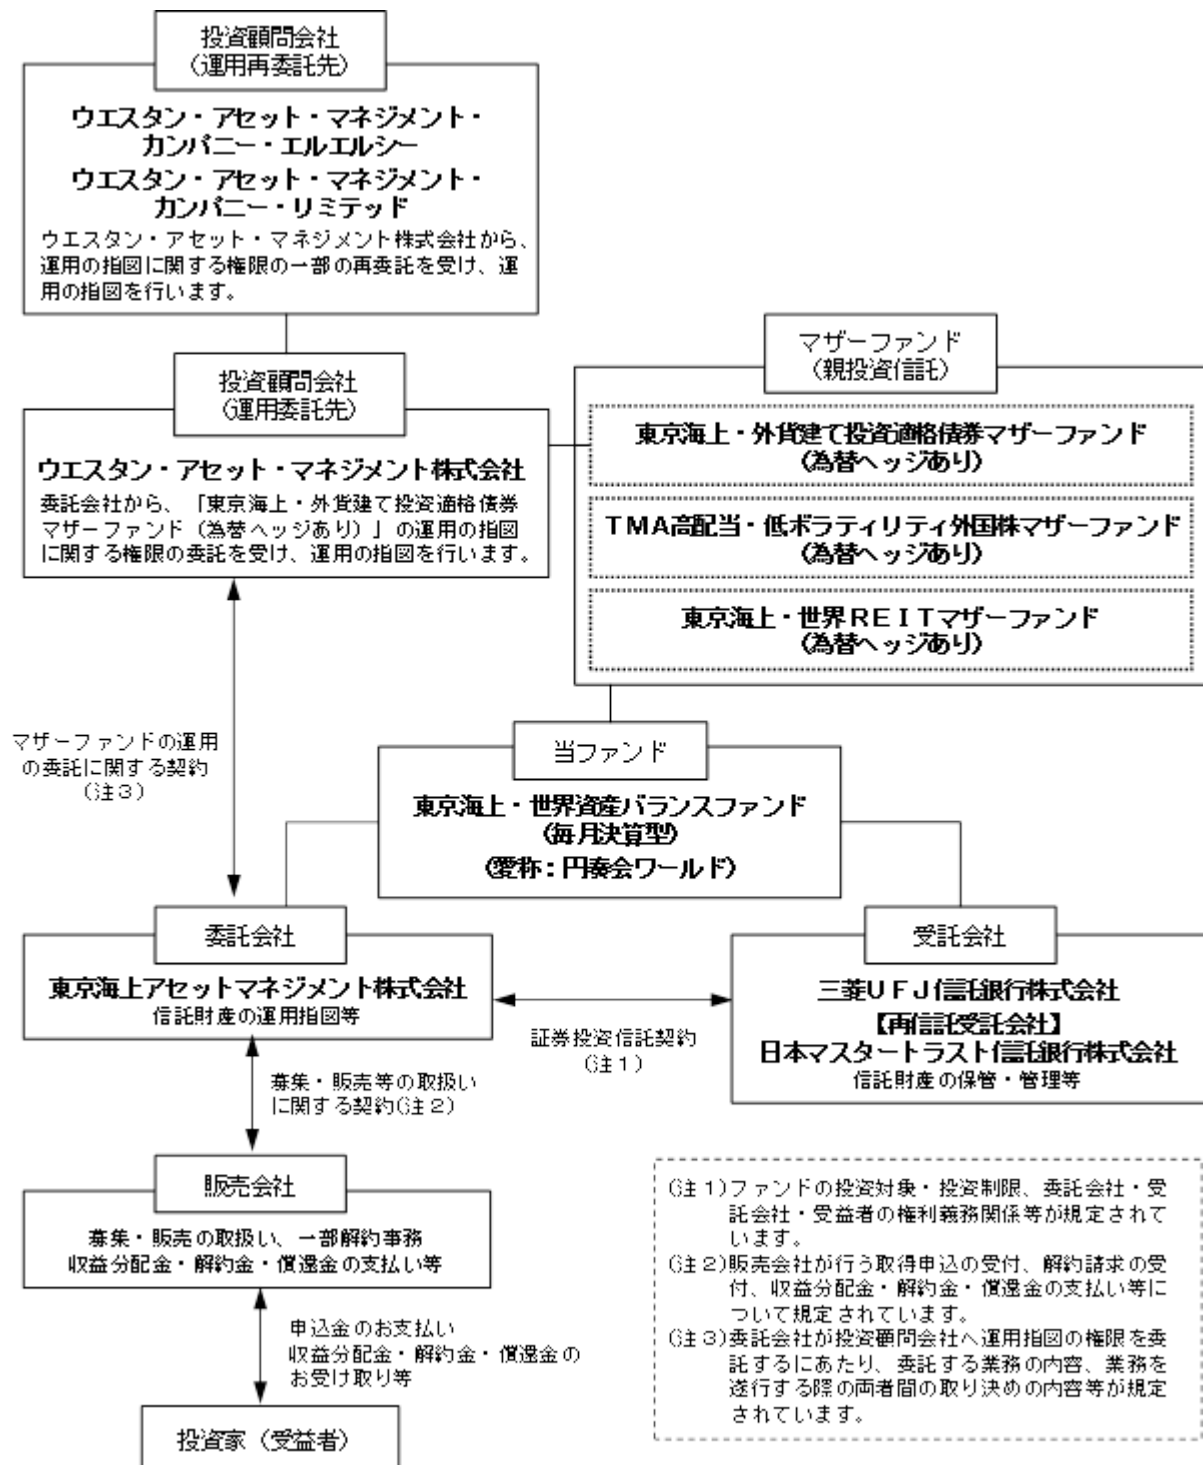 投資顧問会社
(運用再委託先)
ウエスタン・アセット・マネジメント・
カンパニー・エルエルシー
ウエスタン・アセット・マネジメント・
カンパニー・リミテッド
ウエスタン・アセット・マネジメント株式会社から、
運用の指図に関する権限の一部の再委託を受け、運
用の指図を行います。
投資顧問会社
(運用委託先)
ウエスタン・アセット・マネジメント株式会社
委託会社から、「東京海上・外貨建て投資適格債券
マザーファンド(為替ヘッジあり)」の運用の指図
に関する権限の委託を受け、運用の指図を行います。
マザーファンド
(親投資信託)
東京海上・外貨建て投資適格債券マザーファンド
(為替ヘッジあり)
TMA高配当・低ボラティリティ外国株マザーファンド
(為替ヘッジあり)
東京海上・世界REITマザーファンド
(為替ヘッジあり)
マザーファンドの運用
の委託に関する契約
(注3)
当ファンド
東京海上・世界資産バランスファンド
(毎月決算型)
(愛称:円奏会ワールド)
委託会社
東京海上アセットマネジメント株式会社
信託財産の運用指図等
証券投資信託契約
(注1)
受託会社
三菱UFJ信託銀行株式会社
【再信託受託会社】
日本マスタートラスト信託銀行株式会社
信託財産の保管・管理等
募集・販売等の取扱い
に関する契約(注2)
販売会社
募集・販売の取扱い、一部解約事務
収益分配金・解約金・償還金の支払い等
申込金のお支払い
収益分配金・解約金・償還金の
お受け取り等
投資家(受益者)
(注1)ファンドの投資対象・投資制限、委託会社・受
託会社・受益者の権利義務関係等が規定されて
います。
(注2)販売会社が行う取得申込の受付、解約請求の受
付、収益分配金・解約金・償還金の支払い等に
ついて規定されています。
(注3)委託会社が投資顧問会社へ運用指図の権限を委
託するにあたり、委託する業務の内容、業務を
遂行する際の両者間の取り決めの内容等が規定
されています。